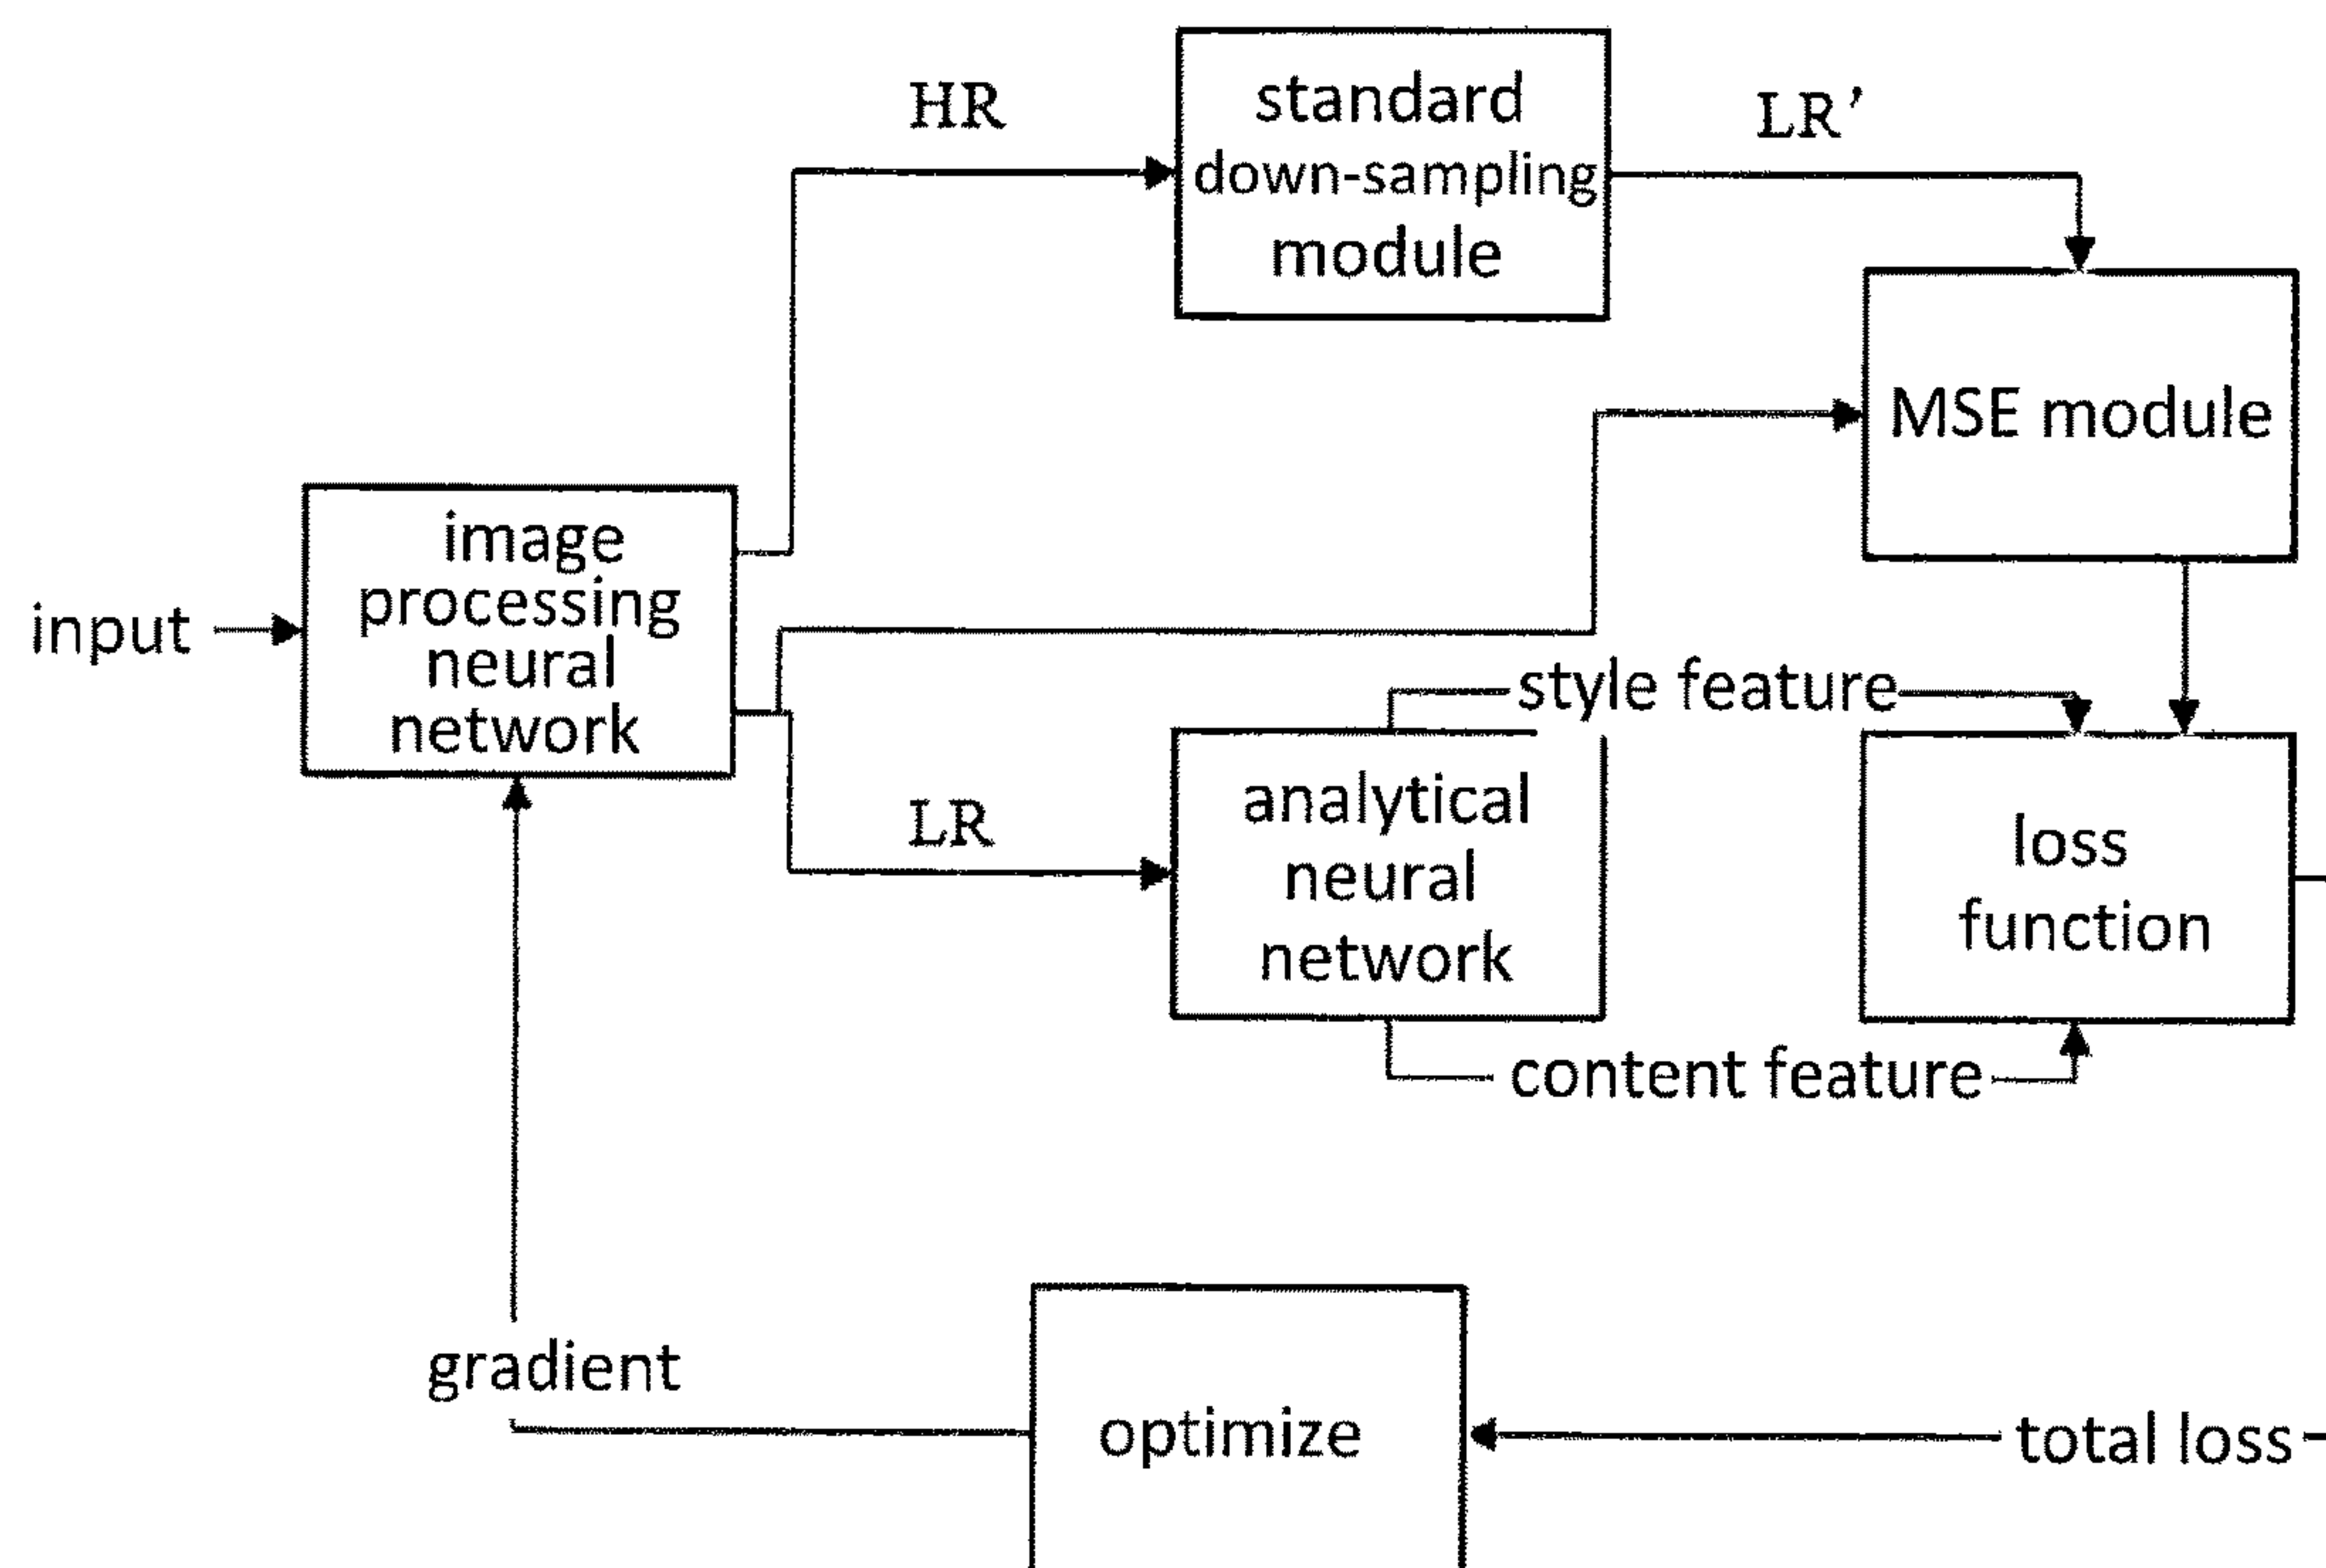 HR
standard
down-sampling
module
LR’
MSE module
input
image
processing
neural
network
style feature
LR
analytical
neural
network
loss
function
content feature
gradient
optimize
total loss